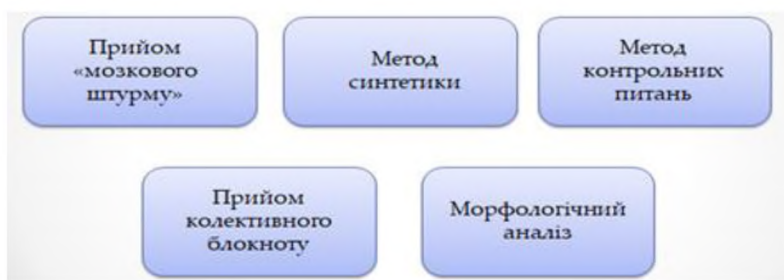 Прийом
«мозкового
штурму»
Метод
синтетики
Метод
контрольних
питань
Прийом
колективного
блокноту
Морфологічний
аналіз